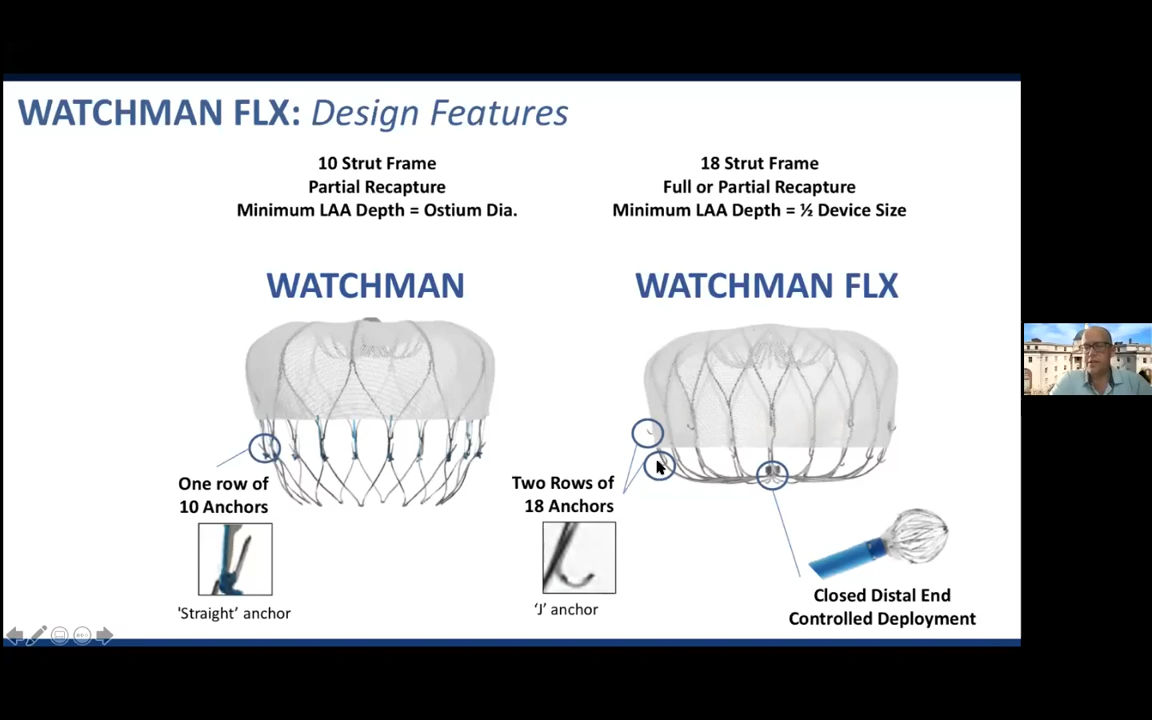 WATCHMAN FLX: Design Features
10 Strut Frame
Partial Recapture
Minimum LAA Depth = Ostium Dia.
18 Strut Frame
Full or Partial Recapture
Minimum LAA Depth = ½ Device Size
WATCHMAN
WATCHMAN FLX
One row of
10 Anchors
'Straight’ anchor
Two Rows of
18 Anchors
‘J’ anchor
Closed Distal End
Controlled Deployment